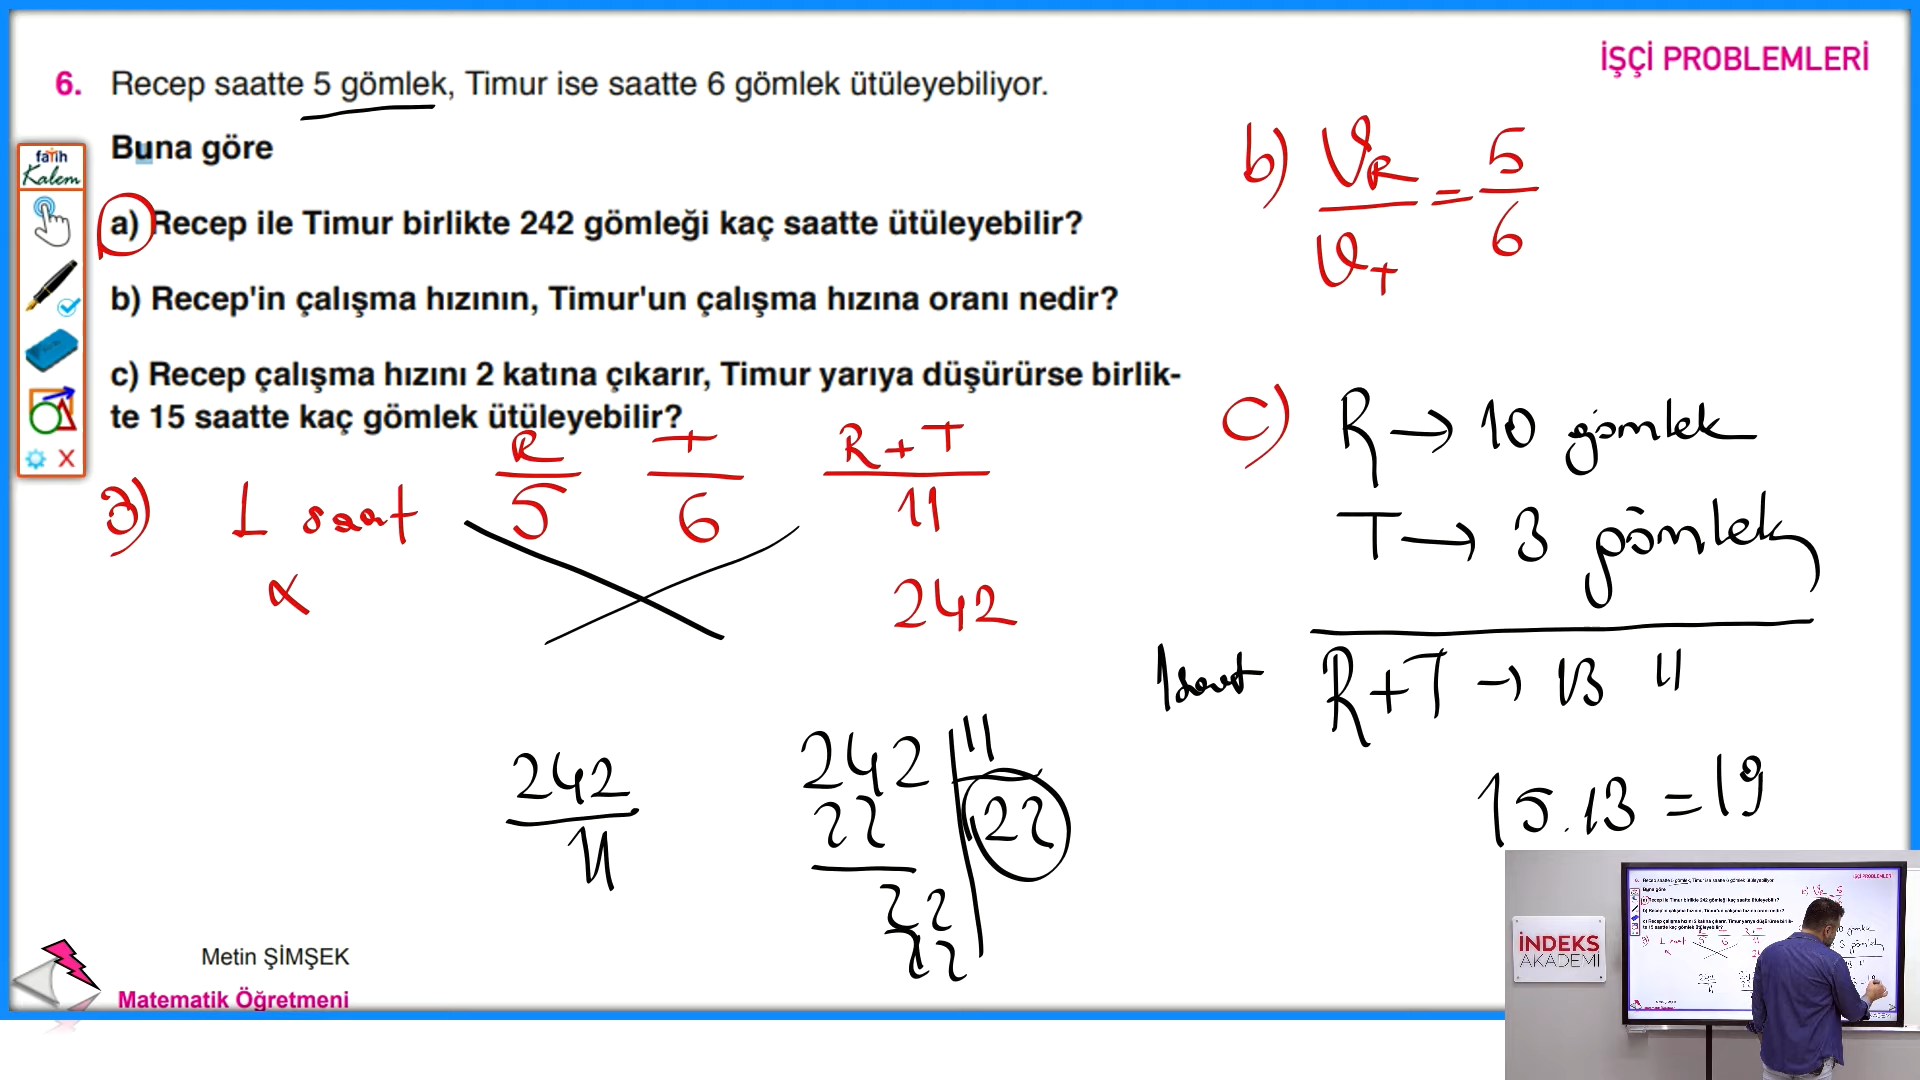 İŞÇİ PROBLEMLERİ
6. Recep saatte 5 gömlek, Timur ise saatte 6 gömlek ütüleyebiliyor.
Buna göre
a) Recep ile Timur birlikte 242 gömleği kaç saatte ütüleyebilir?
b) Recep'in çalışma hızının, Timur'un çalışma hızına oranı nedir?
c) Recep çalışma hızını 2 katına çıkarır, Timur yarıya düşürürse birlik-
te 15 saatte kaç gömlek ütüleyebilir?
fatih
Kalem
a) 1 saat
R T R+T
5 6 11
x 242
242
11
242 11
22 22
22
22
b) VR / VT = 5 / 6
c) R → 10 gömlek
T → 3 gömlek
1 saat R+T → 13 "
15.13 = 19
Metin ŞİMŞEK
Matematik Öğretmeni
İNDEKS
AKADEMİ